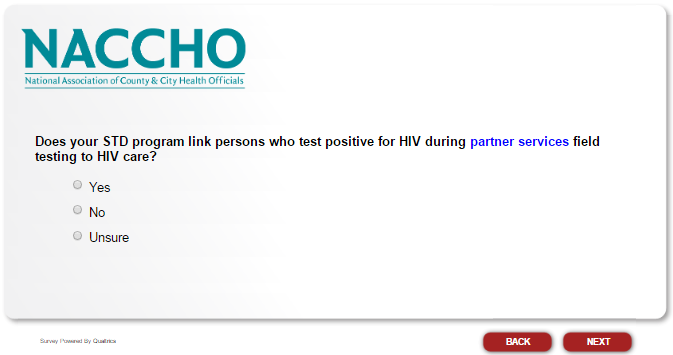 NACCHO
National Association of County & City Health Officials
Does your STD program link persons who test positive for HIV during partner services field
testing to HIV care?
Yes
No
Unsure
Survey Powered By Qualtrics
BACK
NEXT